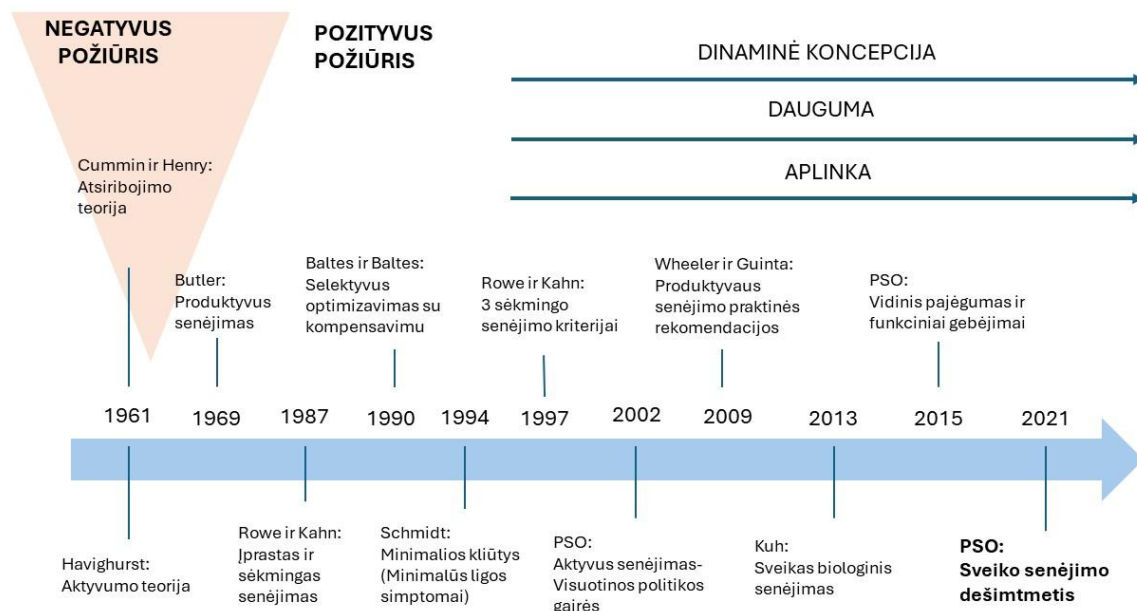 NEGATYVUS
POŽIŪRIS
POZITYVUS
POŽIŪRIS
DINAMINĖ KONCEPCIJA
DAUGUMA
APLINKA
Cummin ir Henry:
Atsiribojimo
teorija
Butler:
Produktyvus
senėjimas
Baltes ir Baltes:
Selektyvus
optimizavimas su
kompensavimu
Rowe ir Kahn:
3 sėkmingo
senėjimo kriterijai
Wheeler ir Guinta:
Produktyvaus
senėjimo praktinės
rekomendacijos
PSO:
Vidinis pajėgumas ir
funkciniai gebėjimai
1961
1969
1987
1990
1994
1997
2002
2009
2013
2015
2021
Havighurst:
Aktyvumo teorija
Rowe ir Kahn:
Įprastas ir
sėkmingas
senėjimas
Schmidt:
Minimalios kliūtys
(Minimalūs ligos
simptomai)
PSO:
Aktyvus senėjimas-
Visuotinos politikos
gairės
Kuh:
Sveikas biologinis
senėjimas
PSO:
Sveiko senėjimo
dešimtmetis